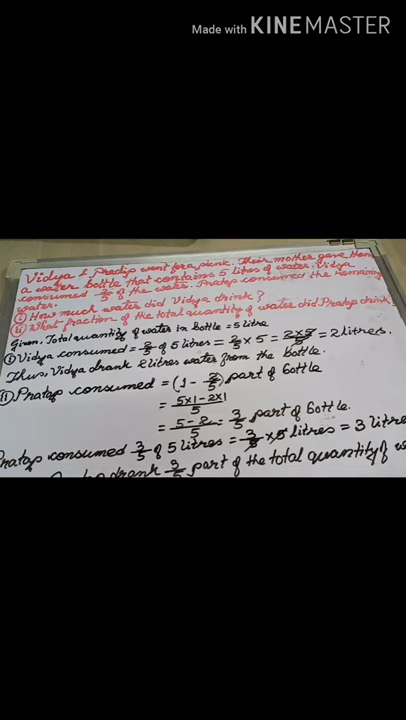 Made with KINEMASTER
Vidya & Pradip went for a picnic. Their mother gave them
a water bottle that contains 5 litres of water. Vidya
consumed 2/5 of the water. Pratap consumed the remaining
water.
(i) How much water did Vidya drink?
(ii) What fraction of the total quantity of water did Pratap drink.
Given, Total quantity of water in bottle = 5 litre
(i) Vidya consumed = 2/5 of 5 litres = 2/5 × 5 = 2×5/5 = 2 litres.
Thus, Vidya drank 2 litres water from the bottle.
(ii) Pratap consumed = (1 - 2/5) part of bottle
= 5×1-2×1/5
= 5-2/5 = 3/5 part of bottle.
Pratap consumed 3/5 of 5 litres = 3/5 × 5 litres = 3 litre
drank 3/5 part of the total quantity of w